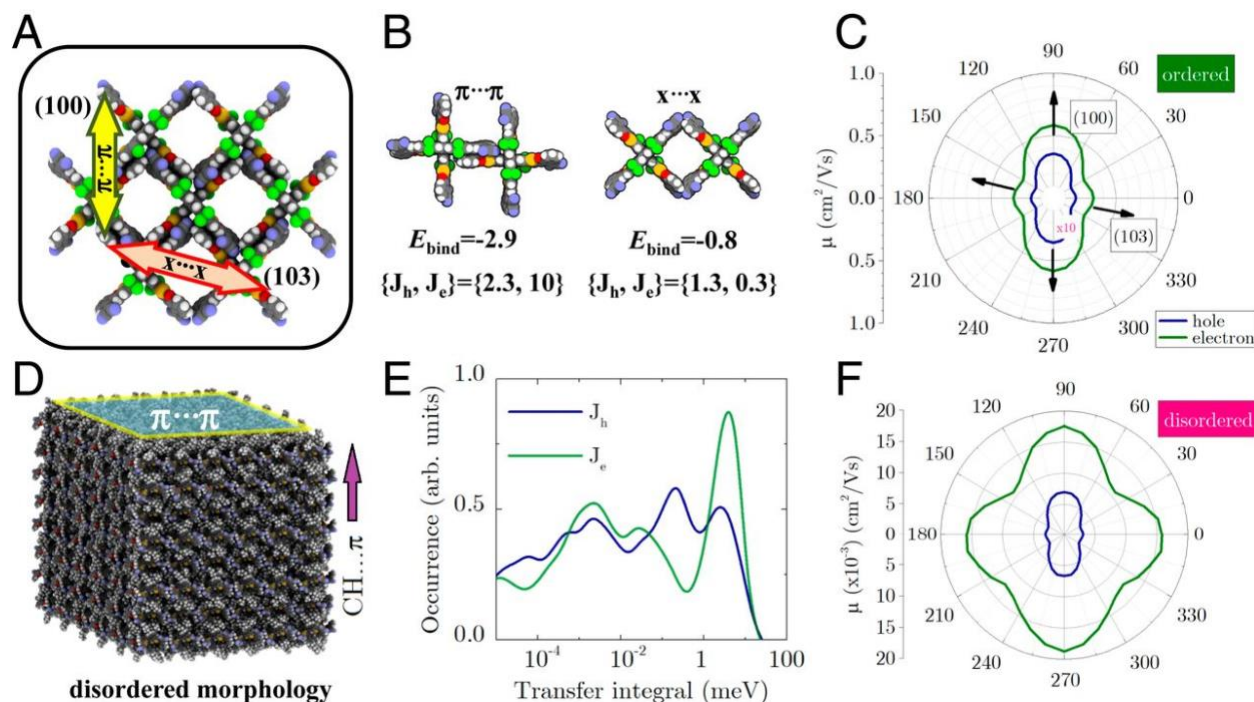 A
(100)
π···π
x···x
(103)
B
π···π
x···x
E_bind=-2.9
E_bind=-0.8
{J_h, J_e}={2.3, 10}
{J_h, J_e}={1.3, 0.3}
C
ordered
90
120
60
150
30
180
0
210
330
240
300
270
1.0
0.5
0.0
0.5
1.0
μ (cm²/Vs)
(100)
(103)
x10
hole
electron
D
π···π
CH...π
disordered morphology
E
1.0
0.5
0.0
Occurrence (arb. units)
J_h
J_e
10⁻⁴
10⁻²
1
100
Transfer integral (meV)
F
disordered
90
120
60
150
30
180
0
210
330
240
300
270
20
15
10
5
0
5
10
15
20
μ (x10⁻³) (cm²/Vs)